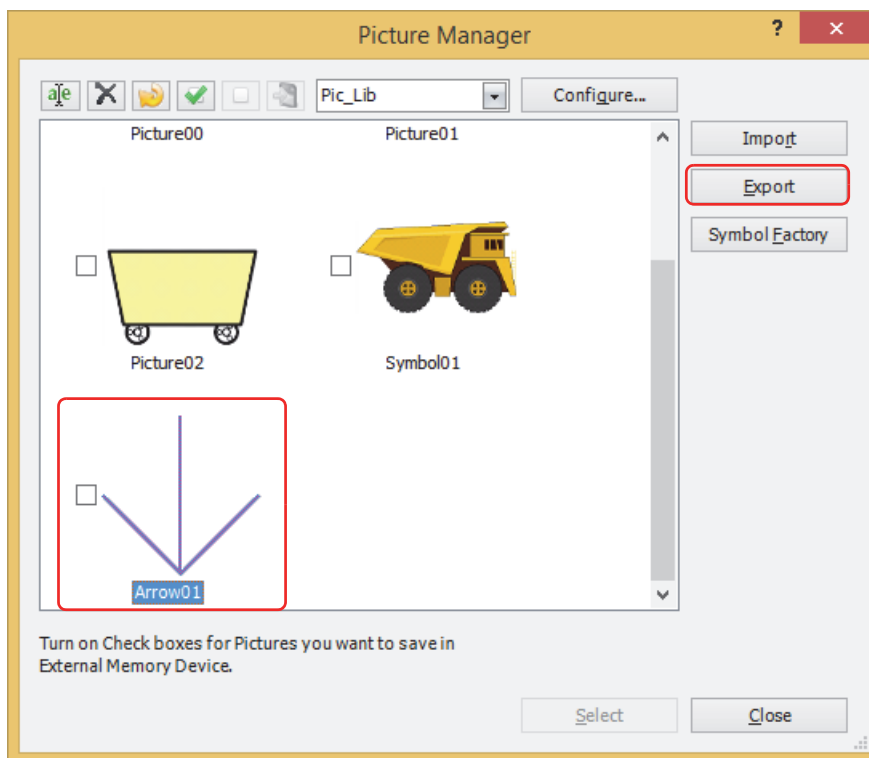 Picture Manager
?
a e
Pic_Lib
Configure...
Picture00
Picture01
Import
Export
Symbol Factory
Picture02
Symbol01
Arrow01
Turn on Check boxes for Pictures you want to save in
External Memory Device.
Select
Close